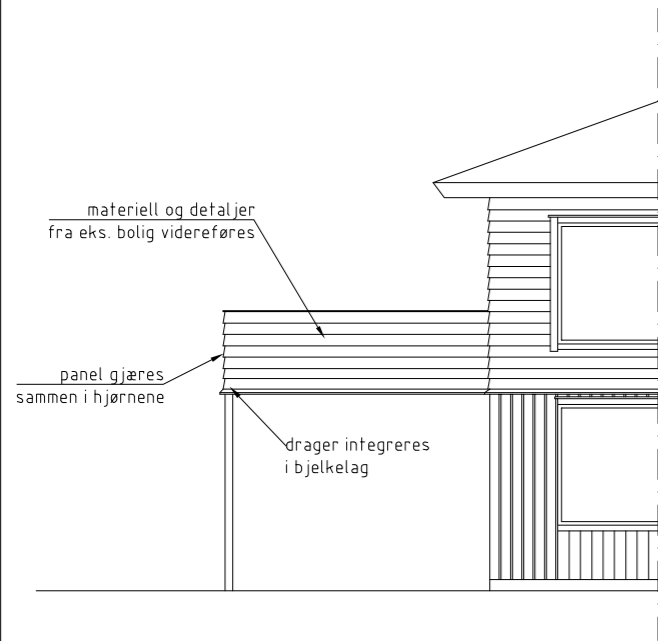 materiell og detaljer
fra eks. bolig videreføres
panel gjæres
sammen i hjørnene
drager integreres
i bjelkelag